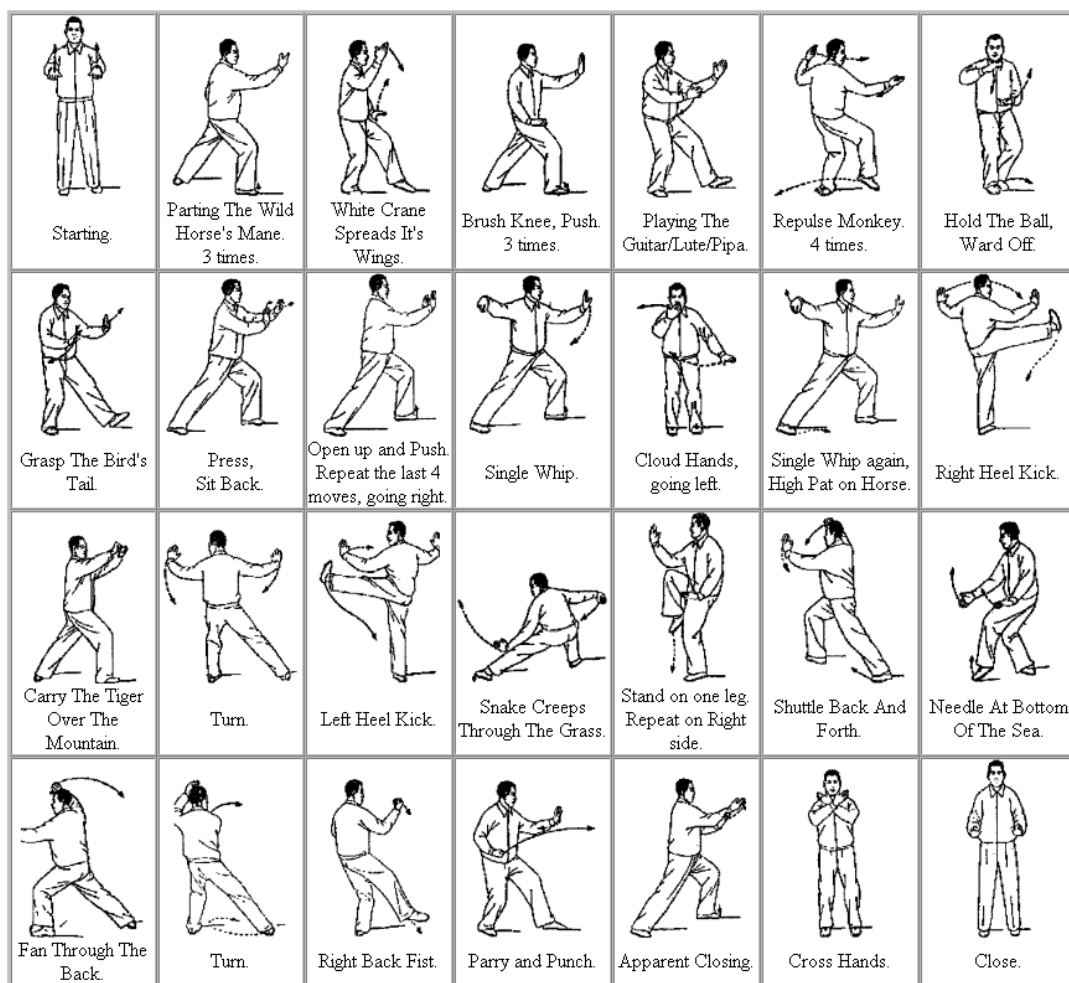 Starting.
Parting The Wild
Horse's Mane.
3 times.
White Crane
Spreads It's
Wings.
Brush Knee, Push.
3 times.
Playing The
Guitar/Lute/Pipa.
Repulse Monkey.
4 times.
Hold The Ball,
Ward Off.
Grasp The Bird's
Tail.
Press,
Sit Back.
Open up and Push.
Repeat the last 4
moves, going right.
Single Whip.
Cloud Hands,
going left.
Single Whip again,
High Pat on Horse.
Right Heel Kick.
Carry The Tiger
Over The
Mountain.
Turn.
Left Heel Kick.
Snake Creeps
Through The Grass.
Stand on one leg.
Repeat on Right
side.
Shuttle Back And
Forth.
Needle At Bottom
Of The Sea.
Fan Through The
Back.
Turn.
Right Back Fist.
Parry and Punch.
Apparent Closing.
Cross Hands.
Close.